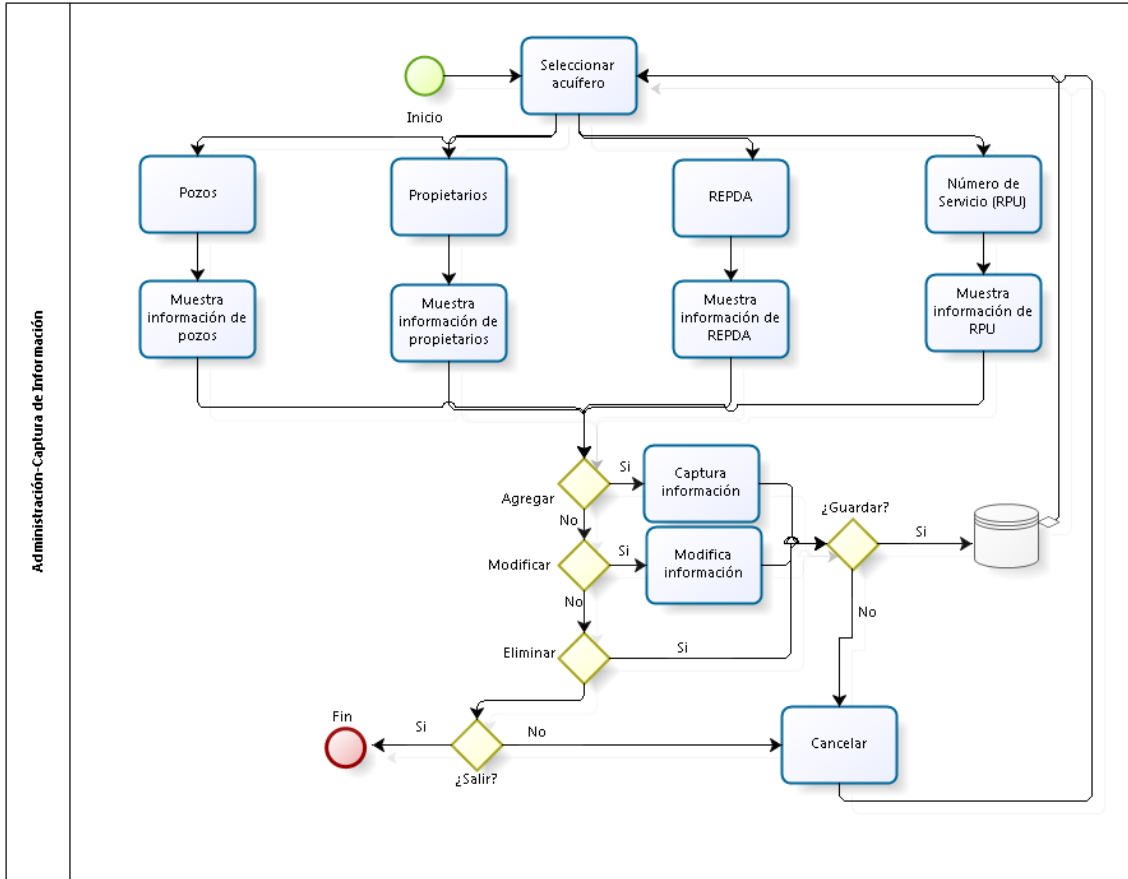 Administración-Captura de Información
Seleccionar
acuífero
Inicio
Pozos
Propietarios
REPDA
Número de
Servicio (RPU)
Muestra
información de
pozos
Muestra
información de
propietarios
Muestra
información de
REPDA
Muestra
información de
RPU
Agregar
Si
Captura
información
No
Modificar
Si
Modifica
información
¿Guardar?
Si
No
No
Eliminar
Si
Fin
Si
¿Salir?
No
Cancelar